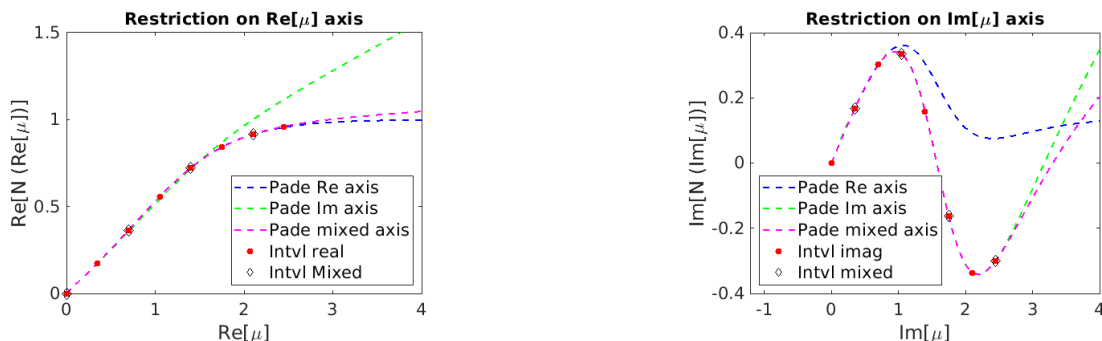 Restriction on Re[μ] axis
1.5
1
0.5
0
Re[N (Re[μ])]
0 1 2 3 4
Re[μ]
Pade Re axis
Pade Im axis
Pade mixed axis
Intvl real
Intvl Mixed
Restriction on Im[μ] axis
0.4
0.2
0
-0.2
-0.4
Im[N (Im[μ])]
-1 0 1 2 3 4
Im[μ]
Pade Re axis
Pade Im axis
Pade mixed axis
Intvl imag
Intvl mixed